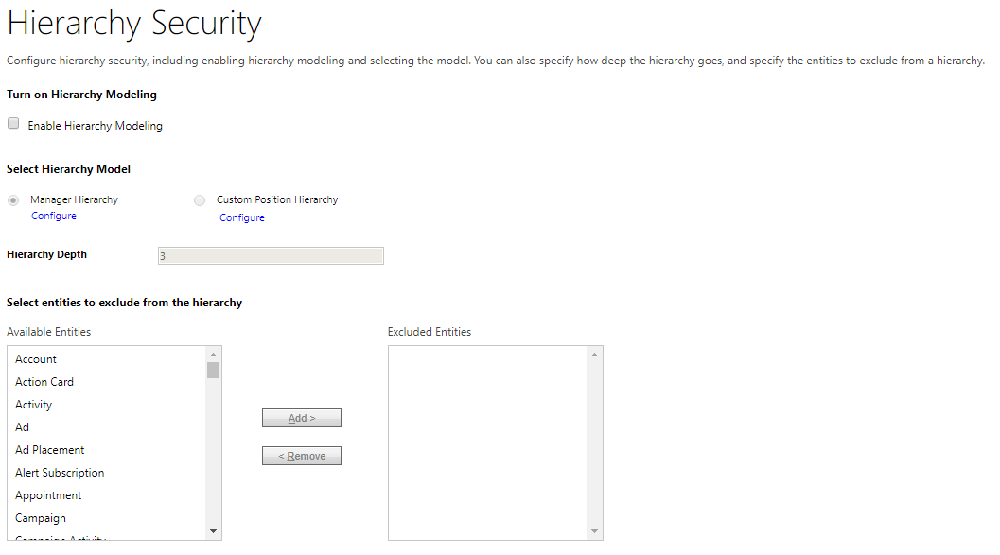 Hierarchy Security
Configure hierarchy security, including enabling hierarchy modeling and selecting the model. You can also specify how deep the hierarchy goes, and specify the entities to exclude from a hierarchy.
Turn on Hierarchy Modeling
Enable Hierarchy Modeling
Select Hierarchy Model
Manager Hierarchy Custom Position Hierarchy
Configure Configure
Hierarchy Depth 3
Select entities to exclude from the hierarchy
Available Entities Excluded Entities
Account
Action Card
Activity
Ad
Ad Placement
Alert Subscription
Appointment
Campaign
Campaign Activity
Add >
< Remove